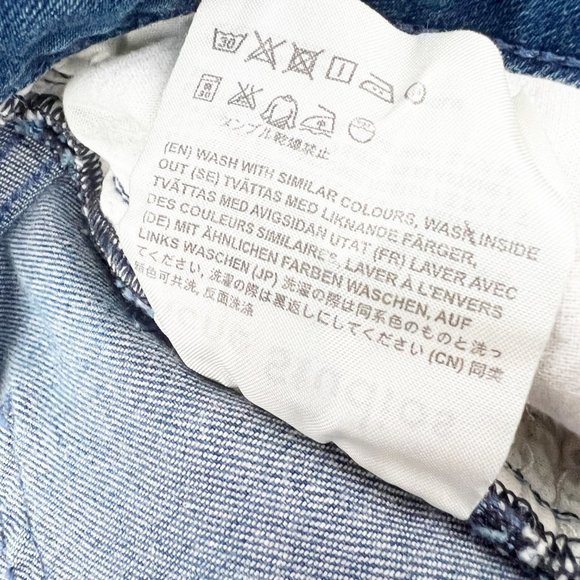 30
30
タンブル乾燥禁止
(EN) WASH WITH SIMILAR COLOURS, WASH INSIDE
OUT (SE) TVÄTTAS MED LIKNANDE FÄRGER,
TVÄTTAS MED AVIGSIDAN UTÅT (FR) LAVER AVEC
DES COULEURS SIMILAIRES, LAVER À L'ENVERS
(DE) MIT ÄHNLICHEN FARBEN WASCHEN, AUF
LINKS WASCHEN (JP) 洗濯の際は同系色のものと洗っ
てください, 洗濯の際は裏返しにしてください (CN) 同类
颜色可共洗, 反面洗涤